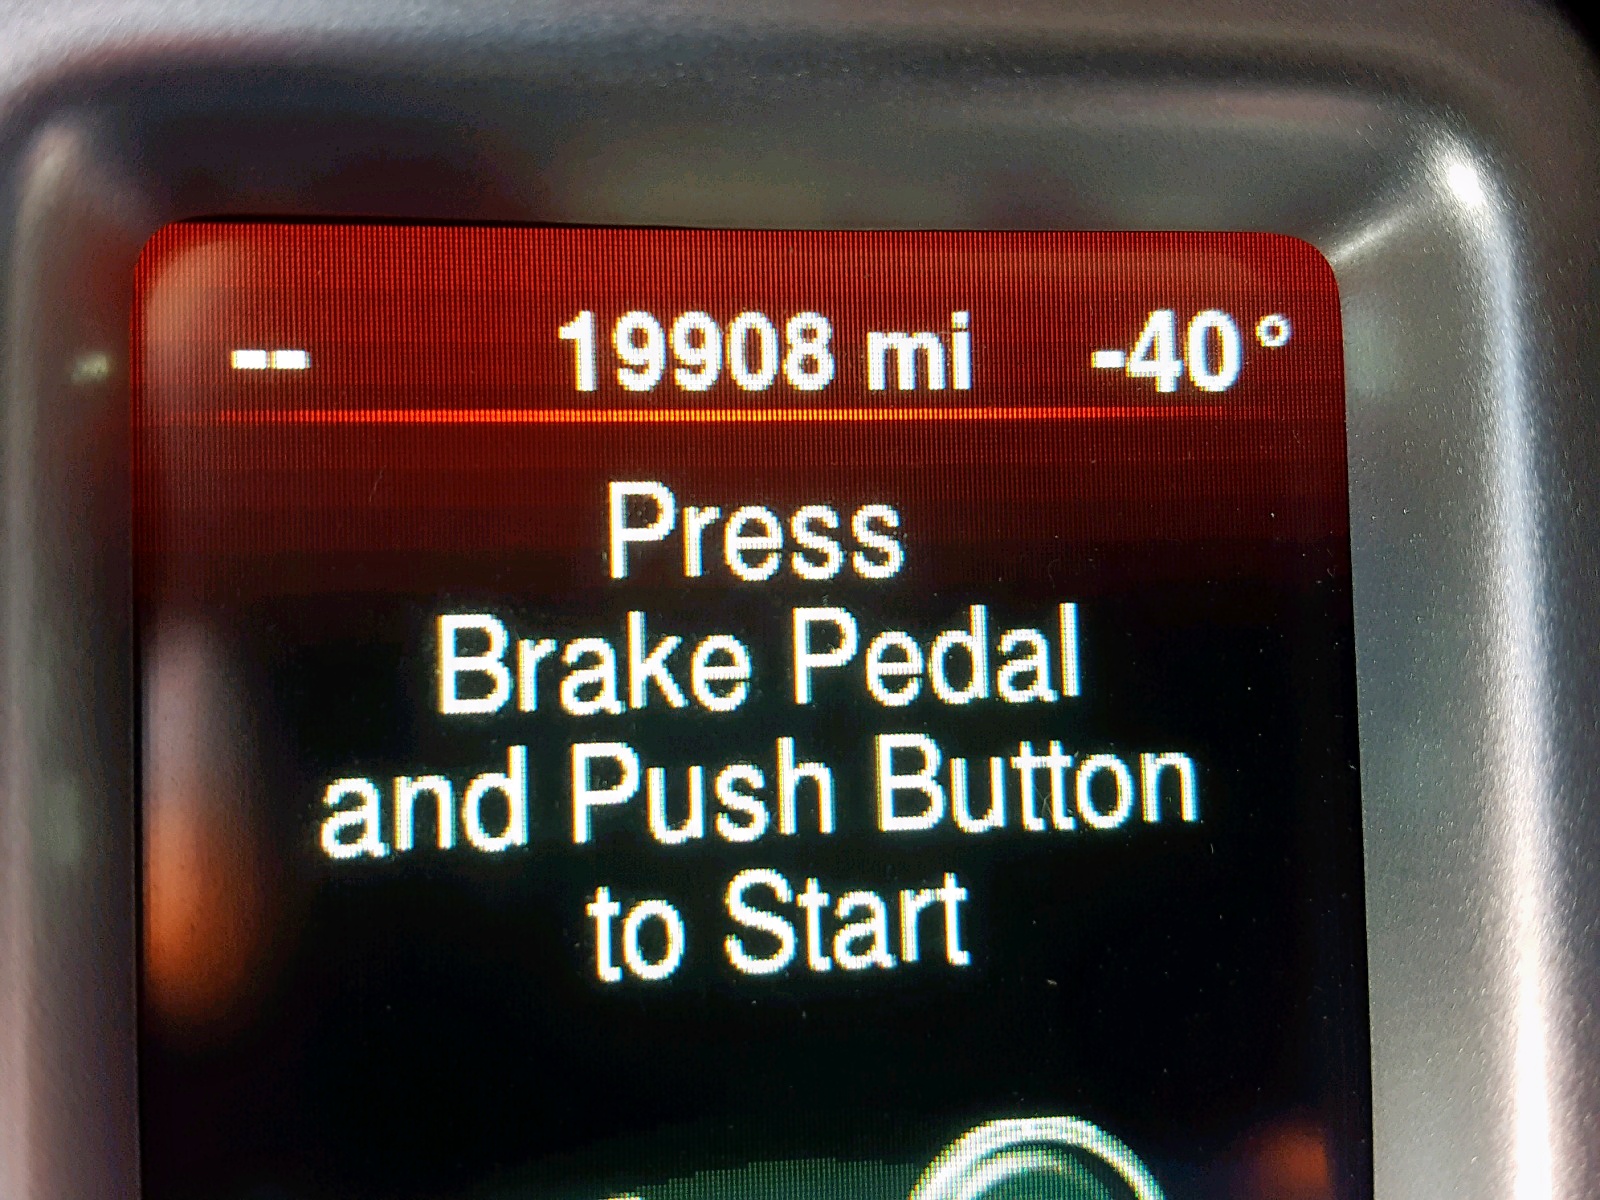 -- 19908 mi -40°
Press
Brake Pedal
and Push Button
to Start